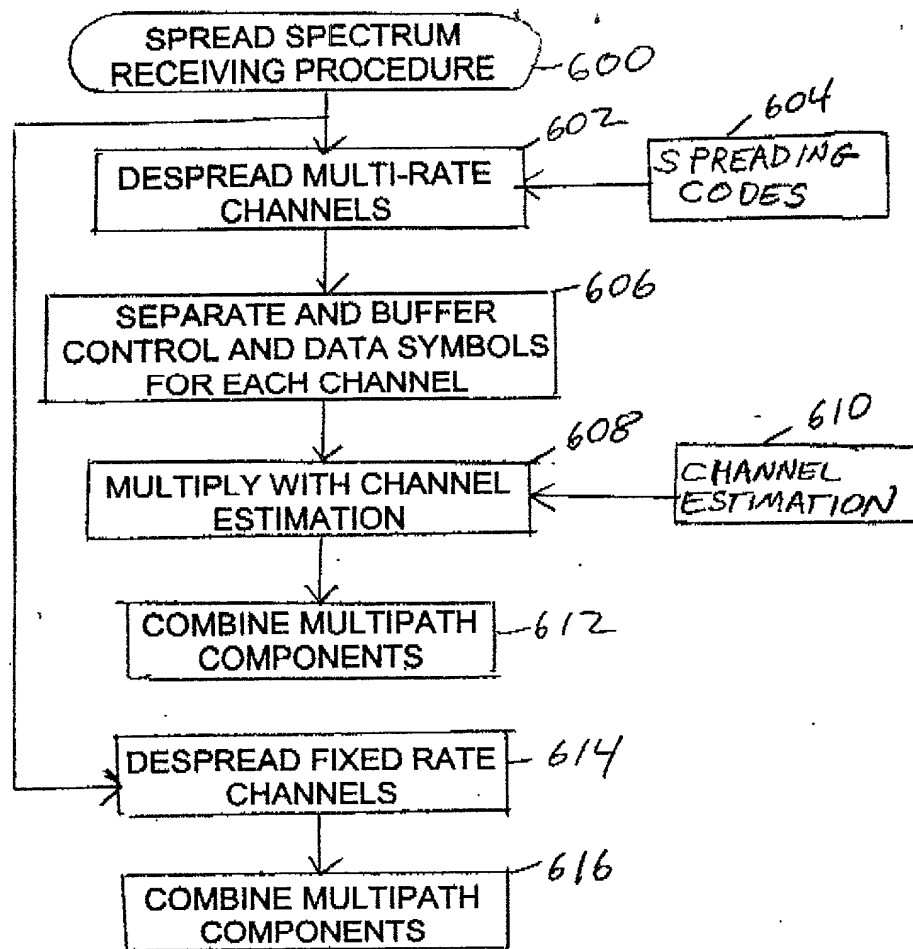 SPREAD SPECTRUM
RECEIVING PROCEDURE
600
602
604
DESPREAD MULTI-RATE
CHANNELS
SPREADING
CODES
606
SEPARATE AND BUFFER
CONTROL AND DATA SYMBOLS
FOR EACH CHANNEL
608
610
MULTIPLY WITH CHANNEL
ESTIMATION
CHANNEL
ESTIMATION
COMBINE MULTIPATH
COMPONENTS
612
DESPREAD FIXED RATE
CHANNELS
614
616
COMBINE MULTIPATH
COMPONENTS